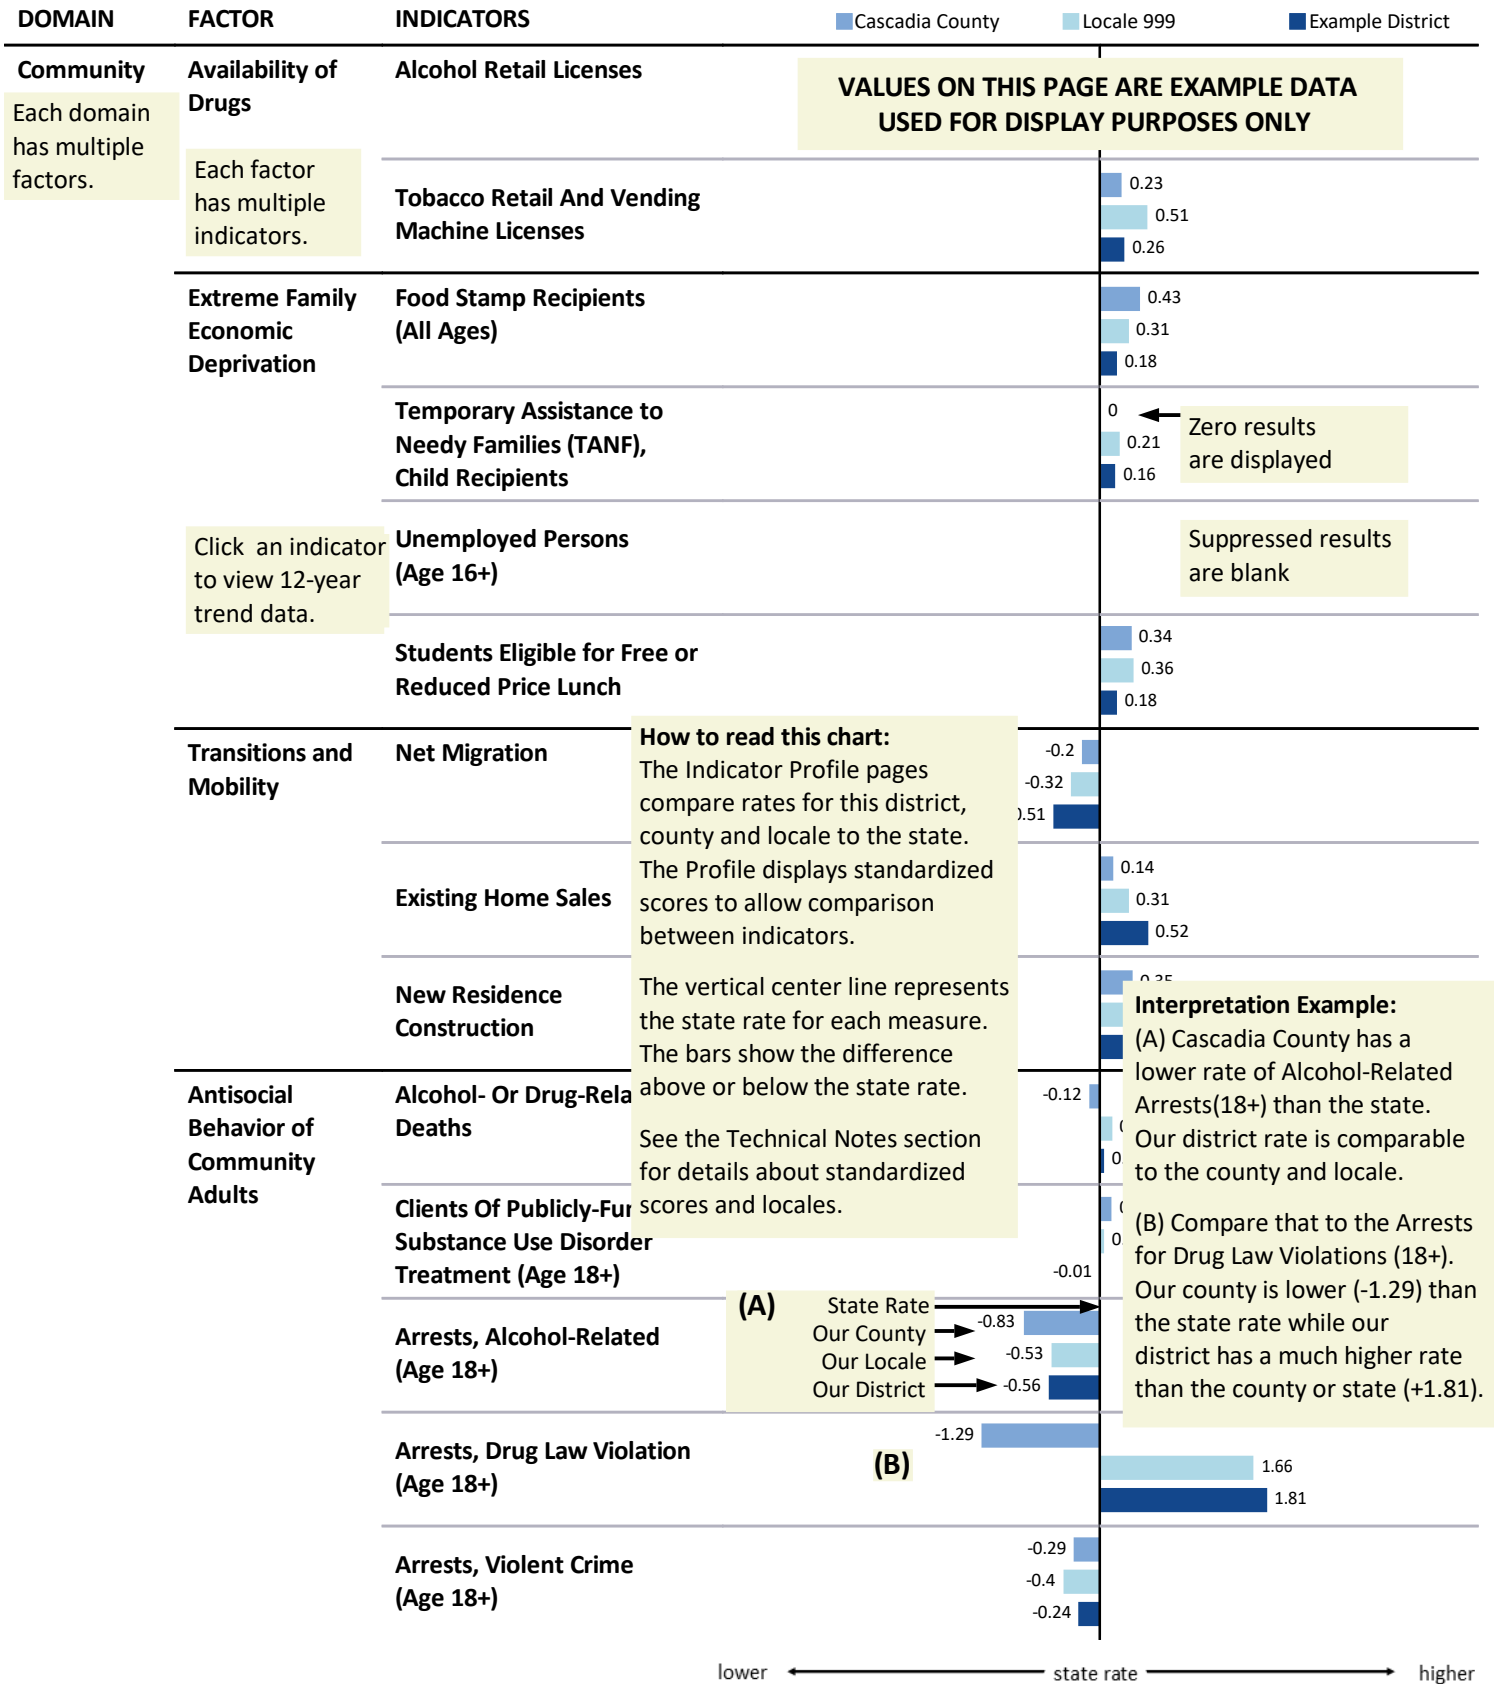 DOMAIN FACTOR INDICATORS Cascadia County Locale 999 Example District
Community
Each domain
has multiple
factors.
Availability of
Drugs
Each factor
has multiple
indicators.
Alcohol Retail Licenses
VALUES ON THIS PAGE ARE EXAMPLE DATA
USED FOR DISPLAY PURPOSES ONLY
Tobacco Retail And Vending
Machine Licenses
0.23
0.51
0.26
Extreme Family
Economic
Deprivation
Food Stamp Recipients
(All Ages)
0.43
0.31
0.18
Temporary Assistance to
Needy Families (TANF),
Child Recipients
0
0.21
0.16
Zero results
are displayed
Click an indicator
to view 12-year
trend data.
Unemployed Persons
(Age 16+)
Suppressed results
are blank
Students Eligible for Free or
Reduced Price Lunch
0.34
0.36
0.18
Transitions and
Mobility
Net Migration
-0.2
-0.32
.51
How to read this chart:
The Indicator Profile pages
compare rates for this district,
county and locale to the state.
The Profile displays standardized
scores to allow comparison
between indicators.
The vertical center line represents
the state rate for each measure.
The bars show the difference
above or below the state rate.
See the Technical Notes section
for details about standardized
scores and locales.
Existing Home Sales
0.14
0.31
0.52
New Residence
Construction
Interpretation Example:
(A) Cascadia County has a
lower rate of Alcohol-Related
Arrests(18+) than the state.
Our district rate is comparable
to the county and locale.
(B) Compare that to the Arrests
for Drug Law Violations (18+).
Our county is lower (-1.29) than
the state rate while our
district has a much higher rate
than the county or state (+1.81).
Antisocial
Behavior of
Community
Adults
Alcohol- Or Drug-Rela
Deaths
-0.12
0.
Clients Of Publicly-Fu
Substance Use Disorder
Treatment (Age 18+)
0.
-0.01
Arrests, Alcohol-Related
(Age 18+)
(A) State Rate
Our County -0.83
Our Locale -0.53
Our District -0.56
Arrests, Drug Law Violation
(Age 18+)
-1.29
(B)
1.66
1.81
Arrests, Violent Crime
(Age 18+)
-0.29
-0.4
-0.24
lower state rate higher